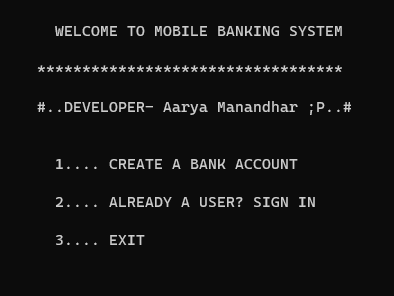 WELCOME TO MOBILE BANKING SYSTEM
**********************************
#..DEVELOPER- Aarya Manandhar ;P..#
1.... CREATE A BANK ACCOUNT
2.... ALREADY A USER? SIGN IN
3.... EXIT